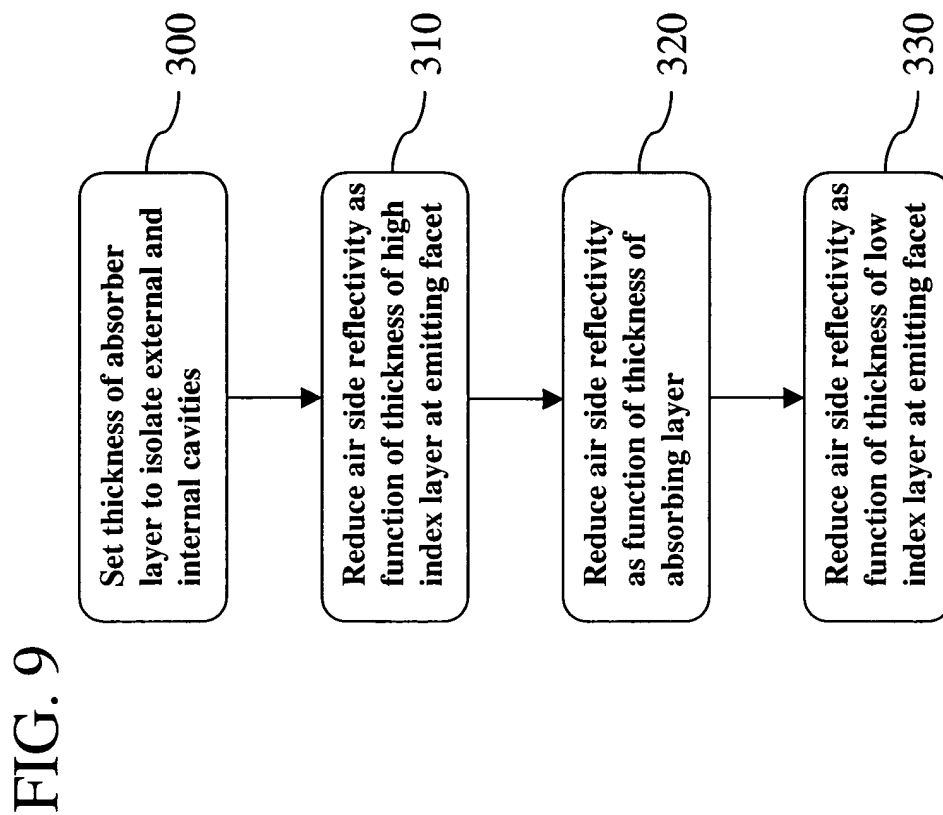 FIG. 9
Set thickness of absorber
layer to isolate external and
internal cavities
300
Reduce air side reflectivity as
function of thickness of high
index layer at emitting facet
310
Reduce air side reflectivity
as function of thickness of
absorbing layer
320
Reduce air side reflectivity as
function of thickness of low
index layer at emitting facet
330